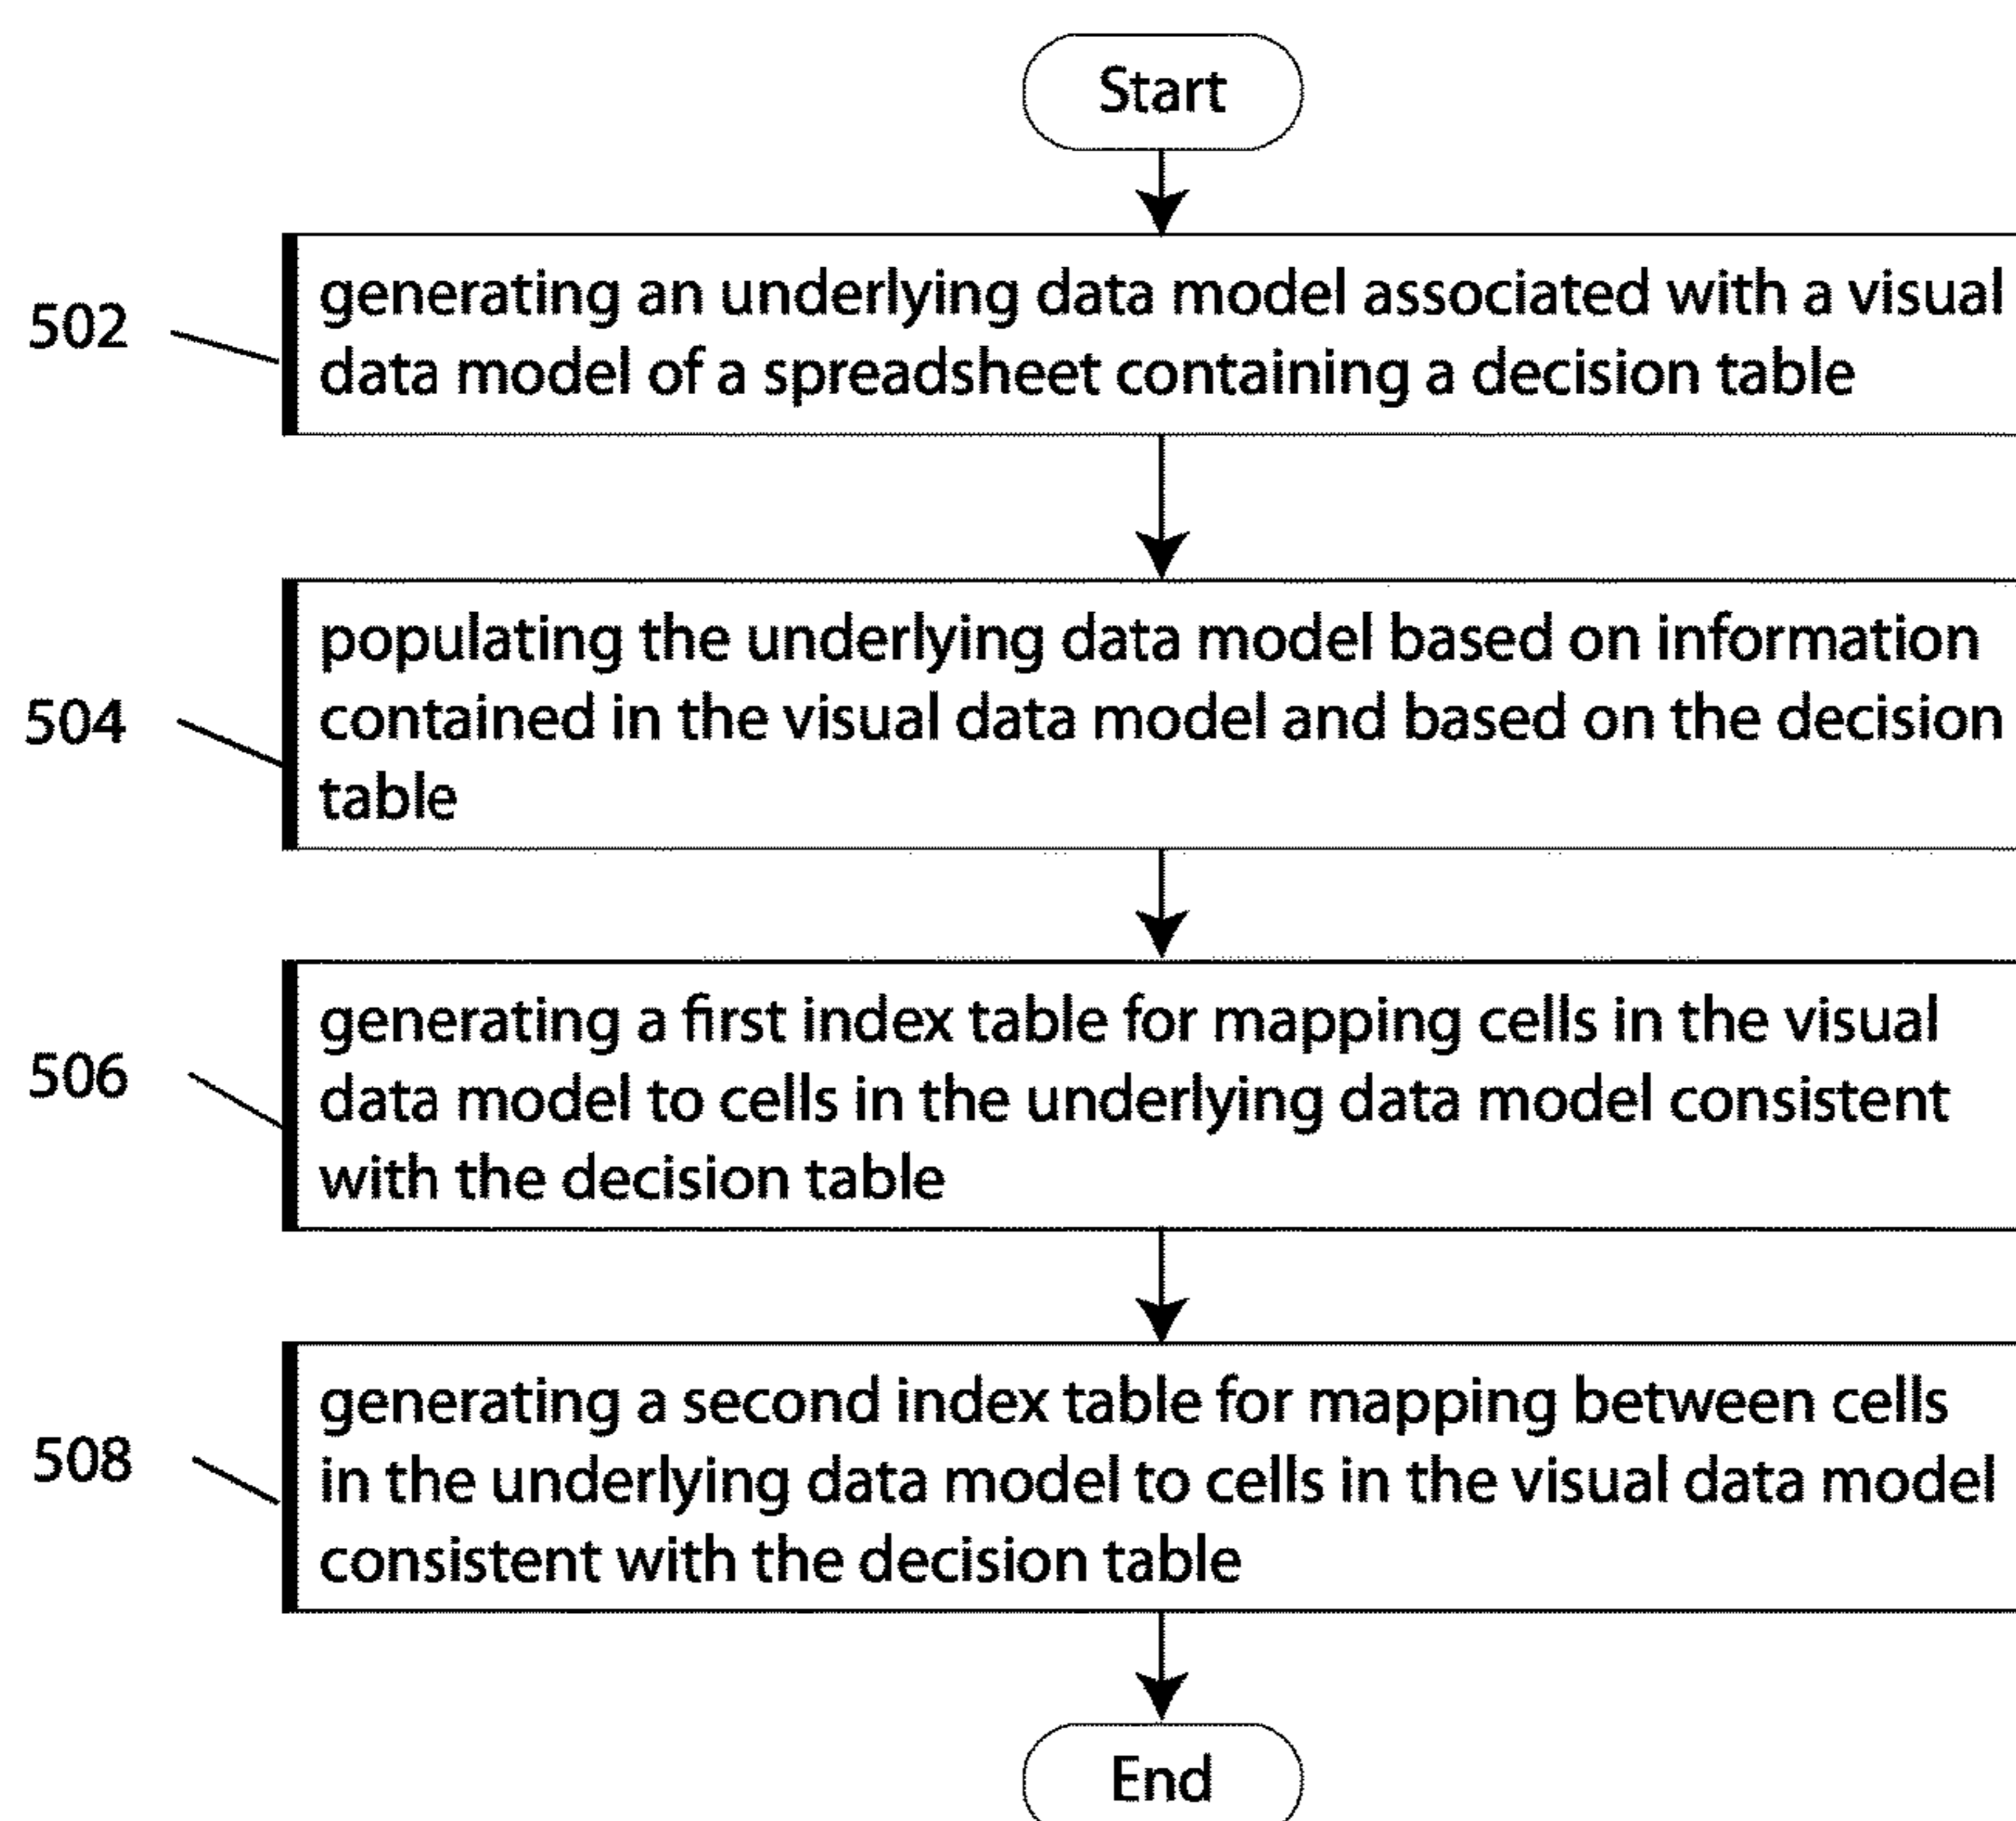 Start
502
generating an underlying data model associated with a visual
data model of a spreadsheet containing a decision table
504
populating the underlying data model based on information
contained in the visual data model and based on the decision
table
506
generating a first index table for mapping cells in the visual
data model to cells in the underlying data model consistent
with the decision table
508
generating a second index table for mapping between cells
in the underlying data model to cells in the visual data model
consistent with the decision table
End